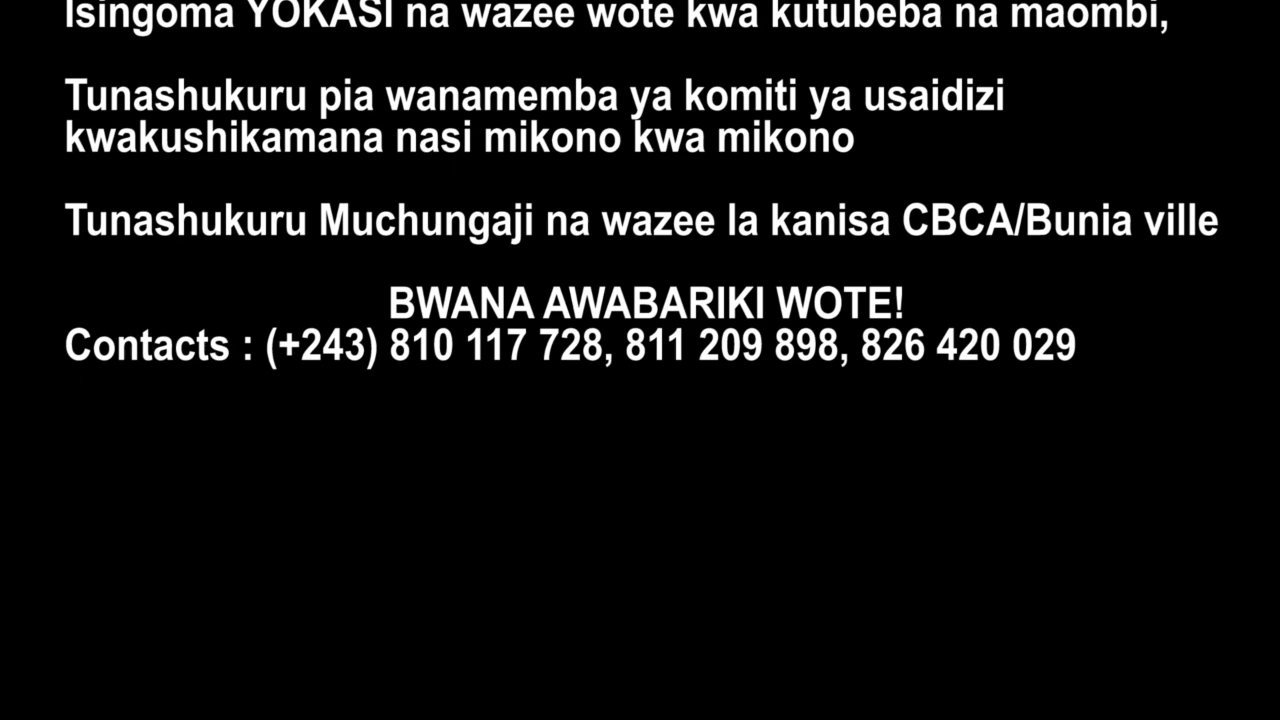 Isingoma YOKASI na wazee wote kwa kutubeba na maombi,
Tunashukuru pia wanamemba ya komiti ya usaidizi
kwakushikamana nasi mikono kwa mikono
Tunashukuru Muchungaji na wazee la kanisa CBCA/Bunia ville
BWANA AWABARIKI WOTE!
Contacts : (+243) 810 117 728, 811 209 898, 826 420 029